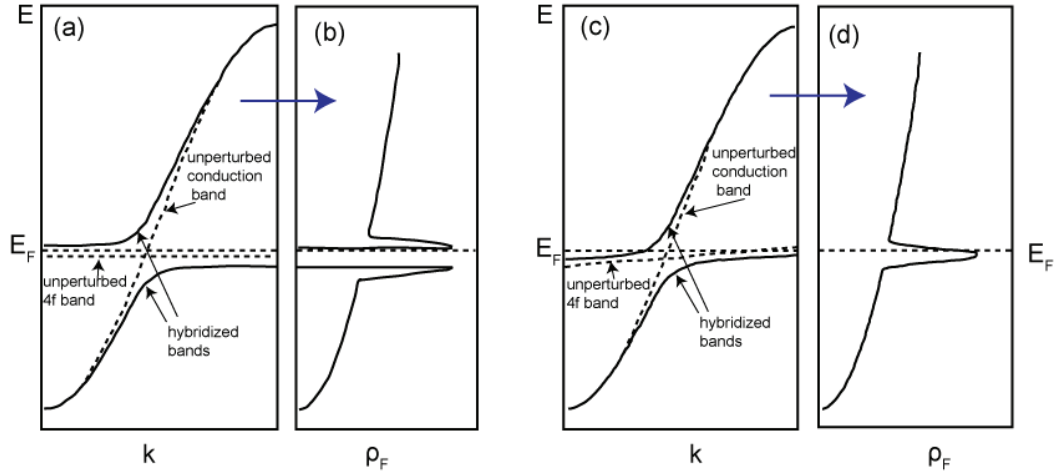 E
(a)
(b)
unperturbed
conduction
band
E_F
unperturbed
4f band
hybridized
bands
k
ρ_F
E
(c)
(d)
unperturbed
conduction
band
E_F
unperturbed
4f band
hybridized
bands
E_F
k
ρ_F